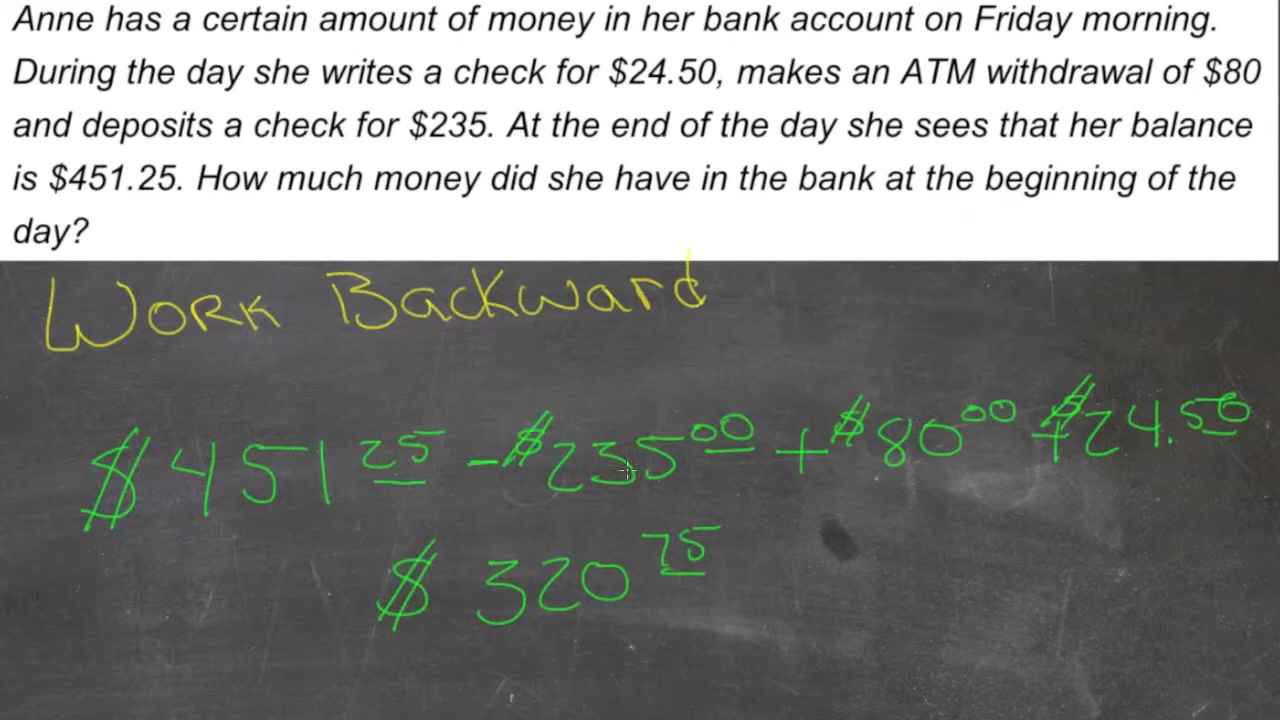 Anne has a certain amount of money in her bank account on Friday morning.
During the day she writes a check for $24.50, makes an ATM withdrawal of $80
and deposits a check for $235. At the end of the day she sees that her balance
is $451.25. How much money did she have in the bank at the beginning of the
day?
Work Backward
$451 25 - $235 00 + $80 00 + $24.50
$ 320 75